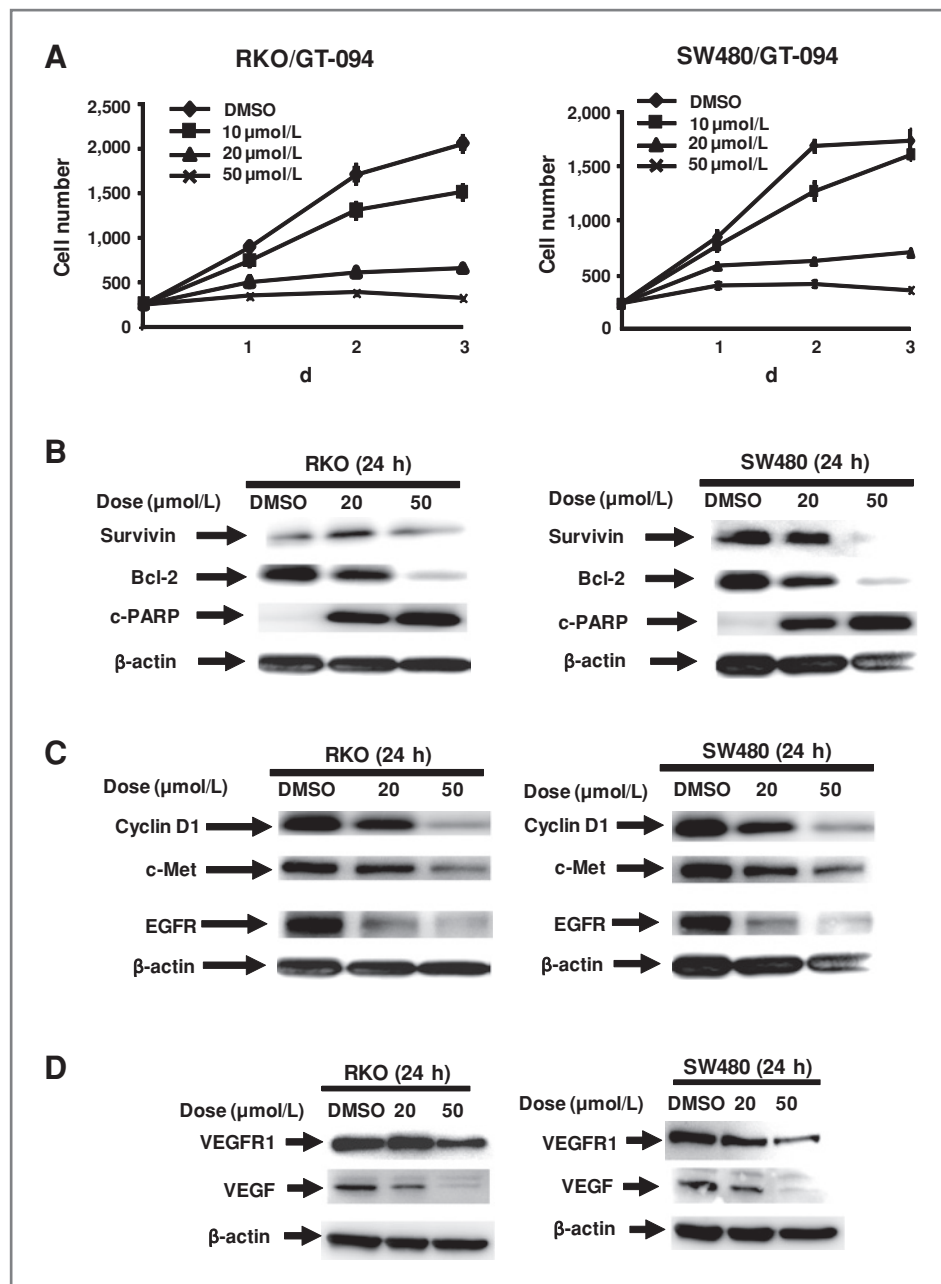 A
RKO/GT-094
2,500
2,000
1,500
1,000
500
0
Cell number
DMSO
10 µmol/L
20 µmol/L
50 µmol/L
1 2 3
d
SW480/GT-094
2,000
1,500
1,000
500
0
Cell number
DMSO
10 µmol/L
20 µmol/L
50 µmol/L
1 2 3
d
B
RKO (24 h)
Dose (µmol/L) DMSO 20 50
Survivin
Bcl-2
c-PARP
β-actin
SW480 (24 h)
Dose (µmol/L) DMSO 20 50
Survivin
Bcl-2
c-PARP
β-actin
C
RKO (24 h)
Dose (µmol/L) DMSO 20 50
Cyclin D1
c-Met
EGFR
β-actin
SW480 (24 h)
Dose (µmol/L) DMSO 20 50
Cyclin D1
c-Met
EGFR
β-actin
D
RKO (24 h)
Dose (µmol/L) DMSO 20 50
VEGFR1
VEGF
β-actin
SW480 (24 h)
Dose (µmol/L) DMSO 20 50
VEGFR1
VEGF
β-actin